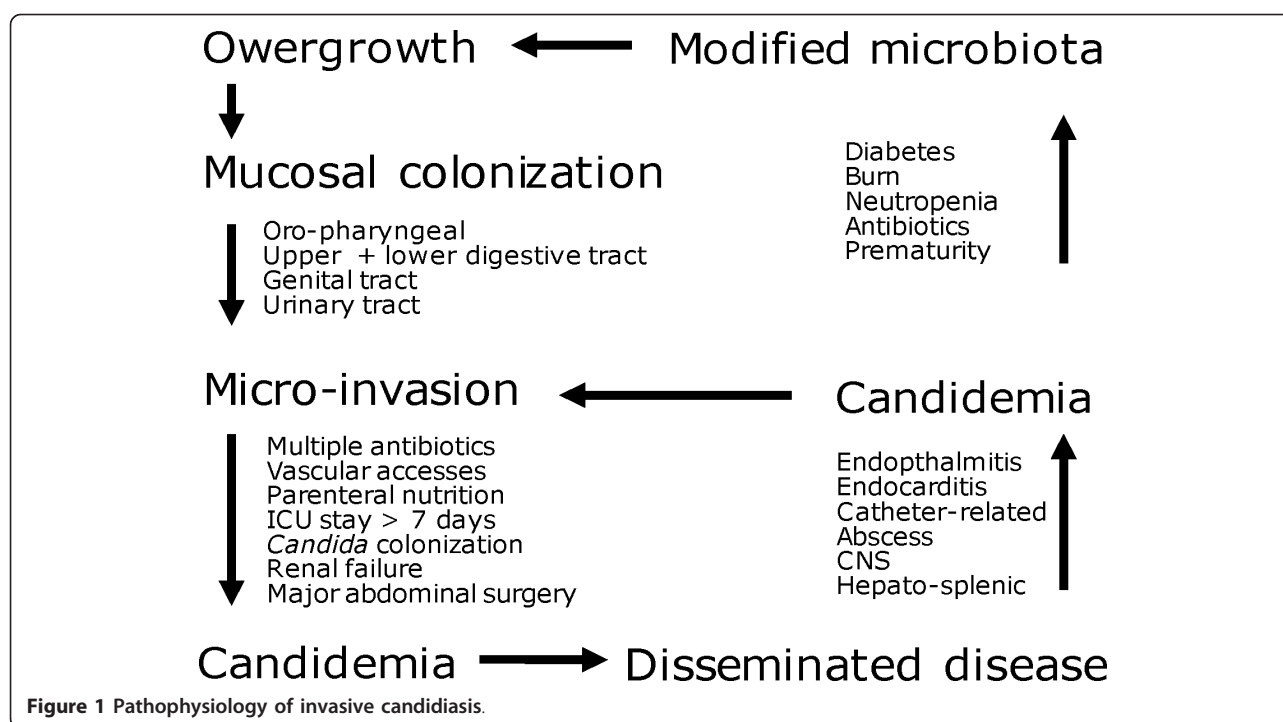 Owergrowth
Modified microbiota
Mucosal colonization
Oro-pharyngeal
Upper + lower digestive tract
Genital tract
Urinary tract
Diabetes
Burn
Neutropenia
Antibiotics
Prematurity
Micro-invasion
Candidemia
Multiple antibiotics
Vascular accesses
Parenteral nutrition
ICU stay > 7 days
Candida colonization
Renal failure
Major abdominal surgery
Endopthalmitis
Endocarditis
Catheter-related
Abscess
CNS
Hepato-splenic
Candidemia
Disseminated disease
Figure 1 Pathophysiology of invasive candidiasis.